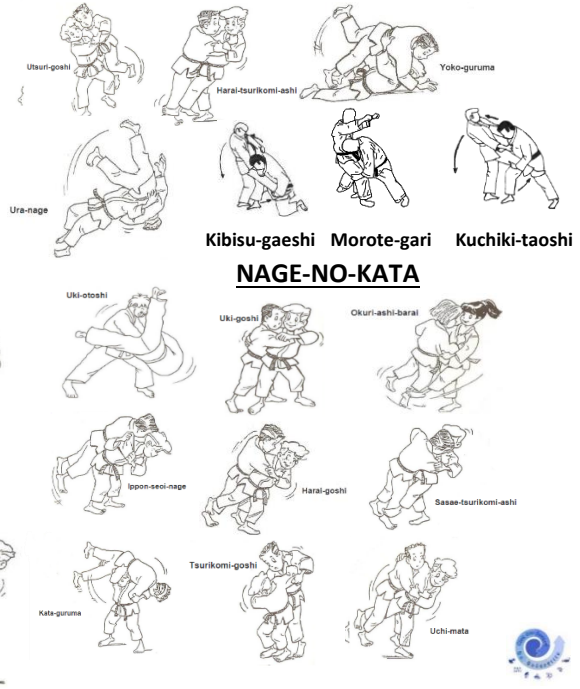 Utsuri-goshi
Harai-tsurikomi-ashi
Yoko-guruma
Ura-nage
Kibisu-gaeshi Morote-gari Kuchiki-taoshi
NAGE-NO-KATA
Uki-otoshi
Uki-goshi
Okuri-ashi-barai
Ippon-seoi-nage
Harai-goshi
Sasae-tsurikomi-ashi
Kata-guruma
Tsurikomi-goshi
Uchi-mata